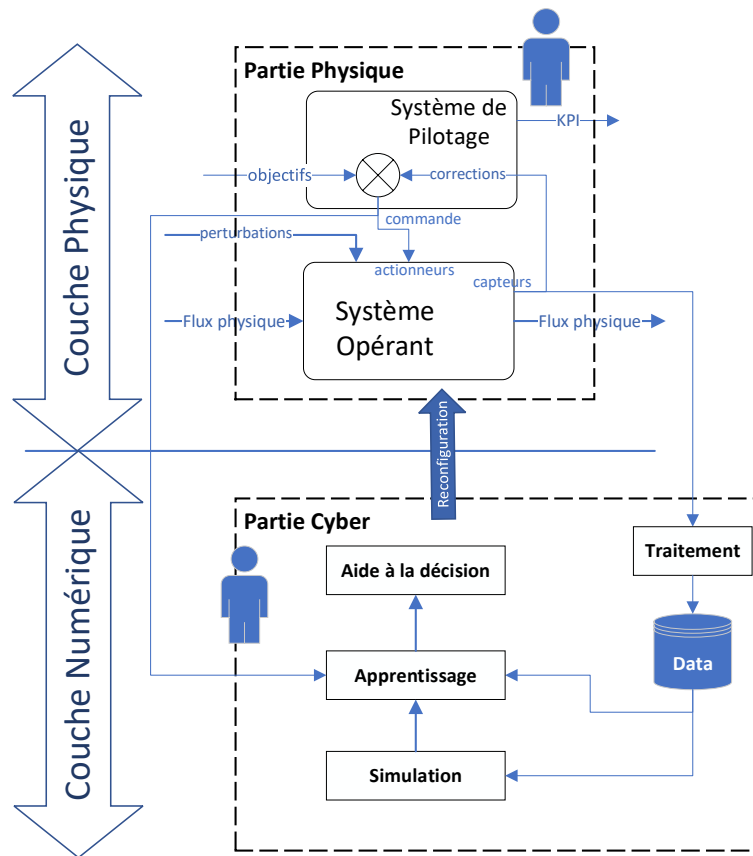 Couche Physique
Partie Physique
Système de
Pilotage
KPI
objectifs
corrections
commande
perturbations
actionneurs
capteurs
Système
Opérant
Flux physique
Flux physique
Reconfiguration
Couche Numérique
Partie Cyber
Traitement
Aide à la décision
Data
Apprentissage
Simulation